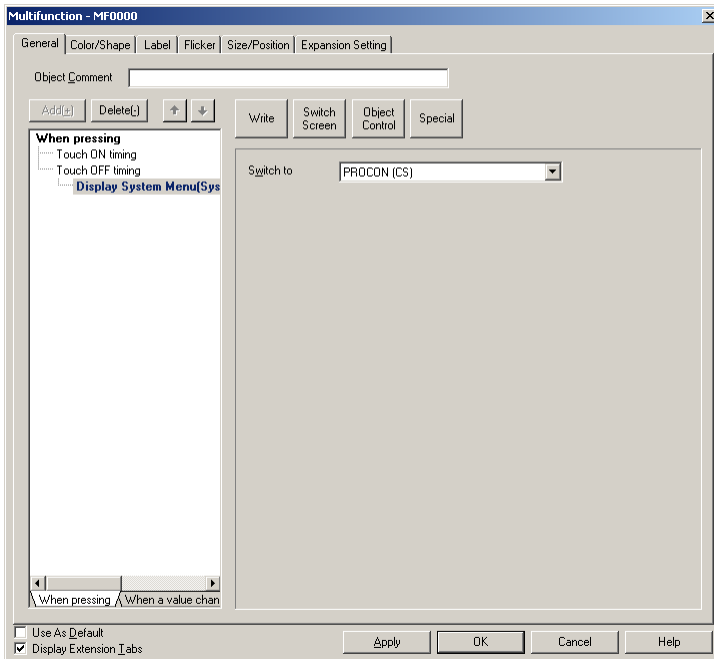 Multifunction - MF0000
General Color/Shape Label Flicker Size/Position Expansion Setting
Object Comment
Add(+) Delete(-)
Write Switch Screen Object Control Special
When pressing
Touch ON timing
Touch OFF timing
Display System Menu(Sys
Switch to PROCON (CS)
When pressing When a value chan
Use As Default
Display Extension Tabs
Apply OK Cancel Help